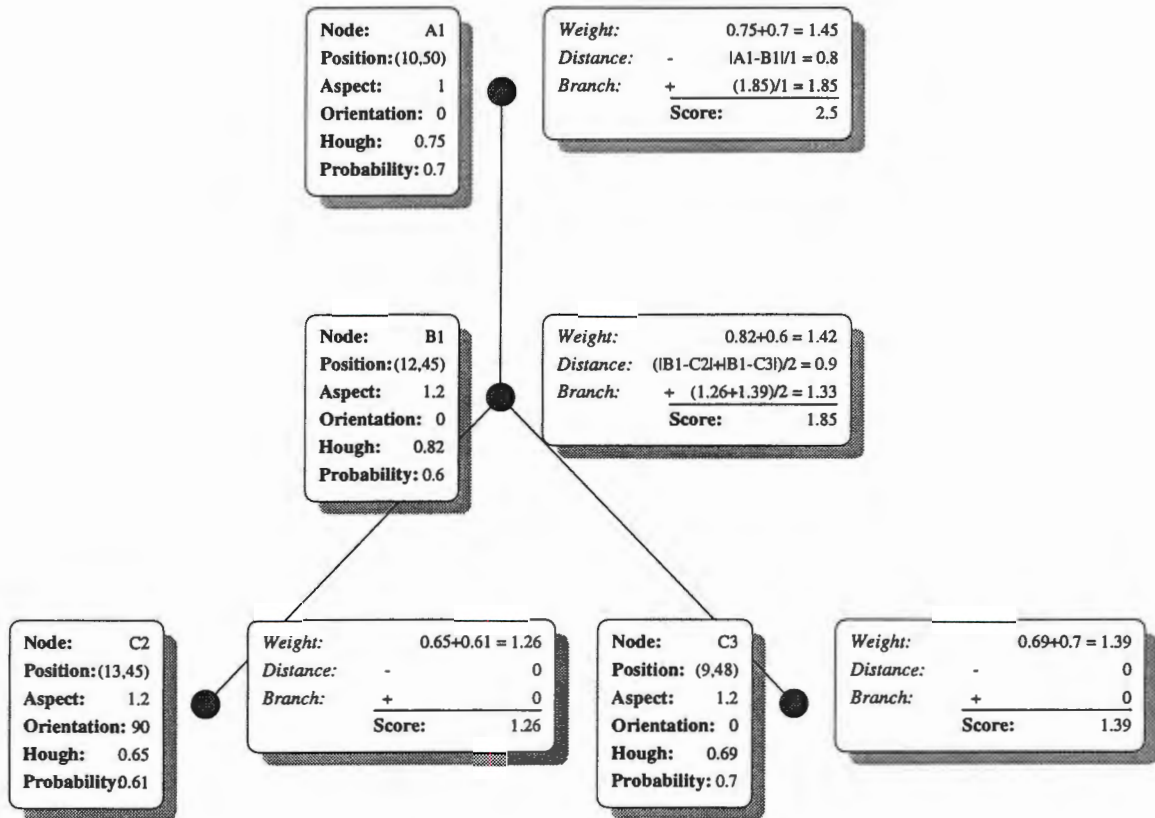 Node: A1
Position:(10,50)
Aspect: 1
Orientation: 0
Hough: 0.75
Probability: 0.7
Weight: 0.75+0.7 = 1.45
Distance: - |A1-B1|/1 = 0.8
Branch: + (1.85)/1 = 1.85
Score: 2.5
Node: B1
Position:(12,45)
Aspect: 1.2
Orientation: 0
Hough: 0.82
Probability: 0.6
Weight: 0.82+0.6 = 1.42
Distance: (|B1-C2|+|B1-C3|)/2 = 0.9
Branch: + (1.26+1.39)/2 = 1.33
Score: 1.85
Node: C2
Position:(13,45)
Aspect: 1.2
Orientation: 90
Hough: 0.65
Probability:0.61
Weight: 0.65+0.61 = 1.26
Distance: - 0
Branch: + 0
Score: 1.26
Node: C3
Position: (9,48)
Aspect: 1.2
Orientation: 0
Hough: 0.69
Probability: 0.7
Weight: 0.69+0.7 = 1.39
Distance: - 0
Branch: + 0
Score: 1.39